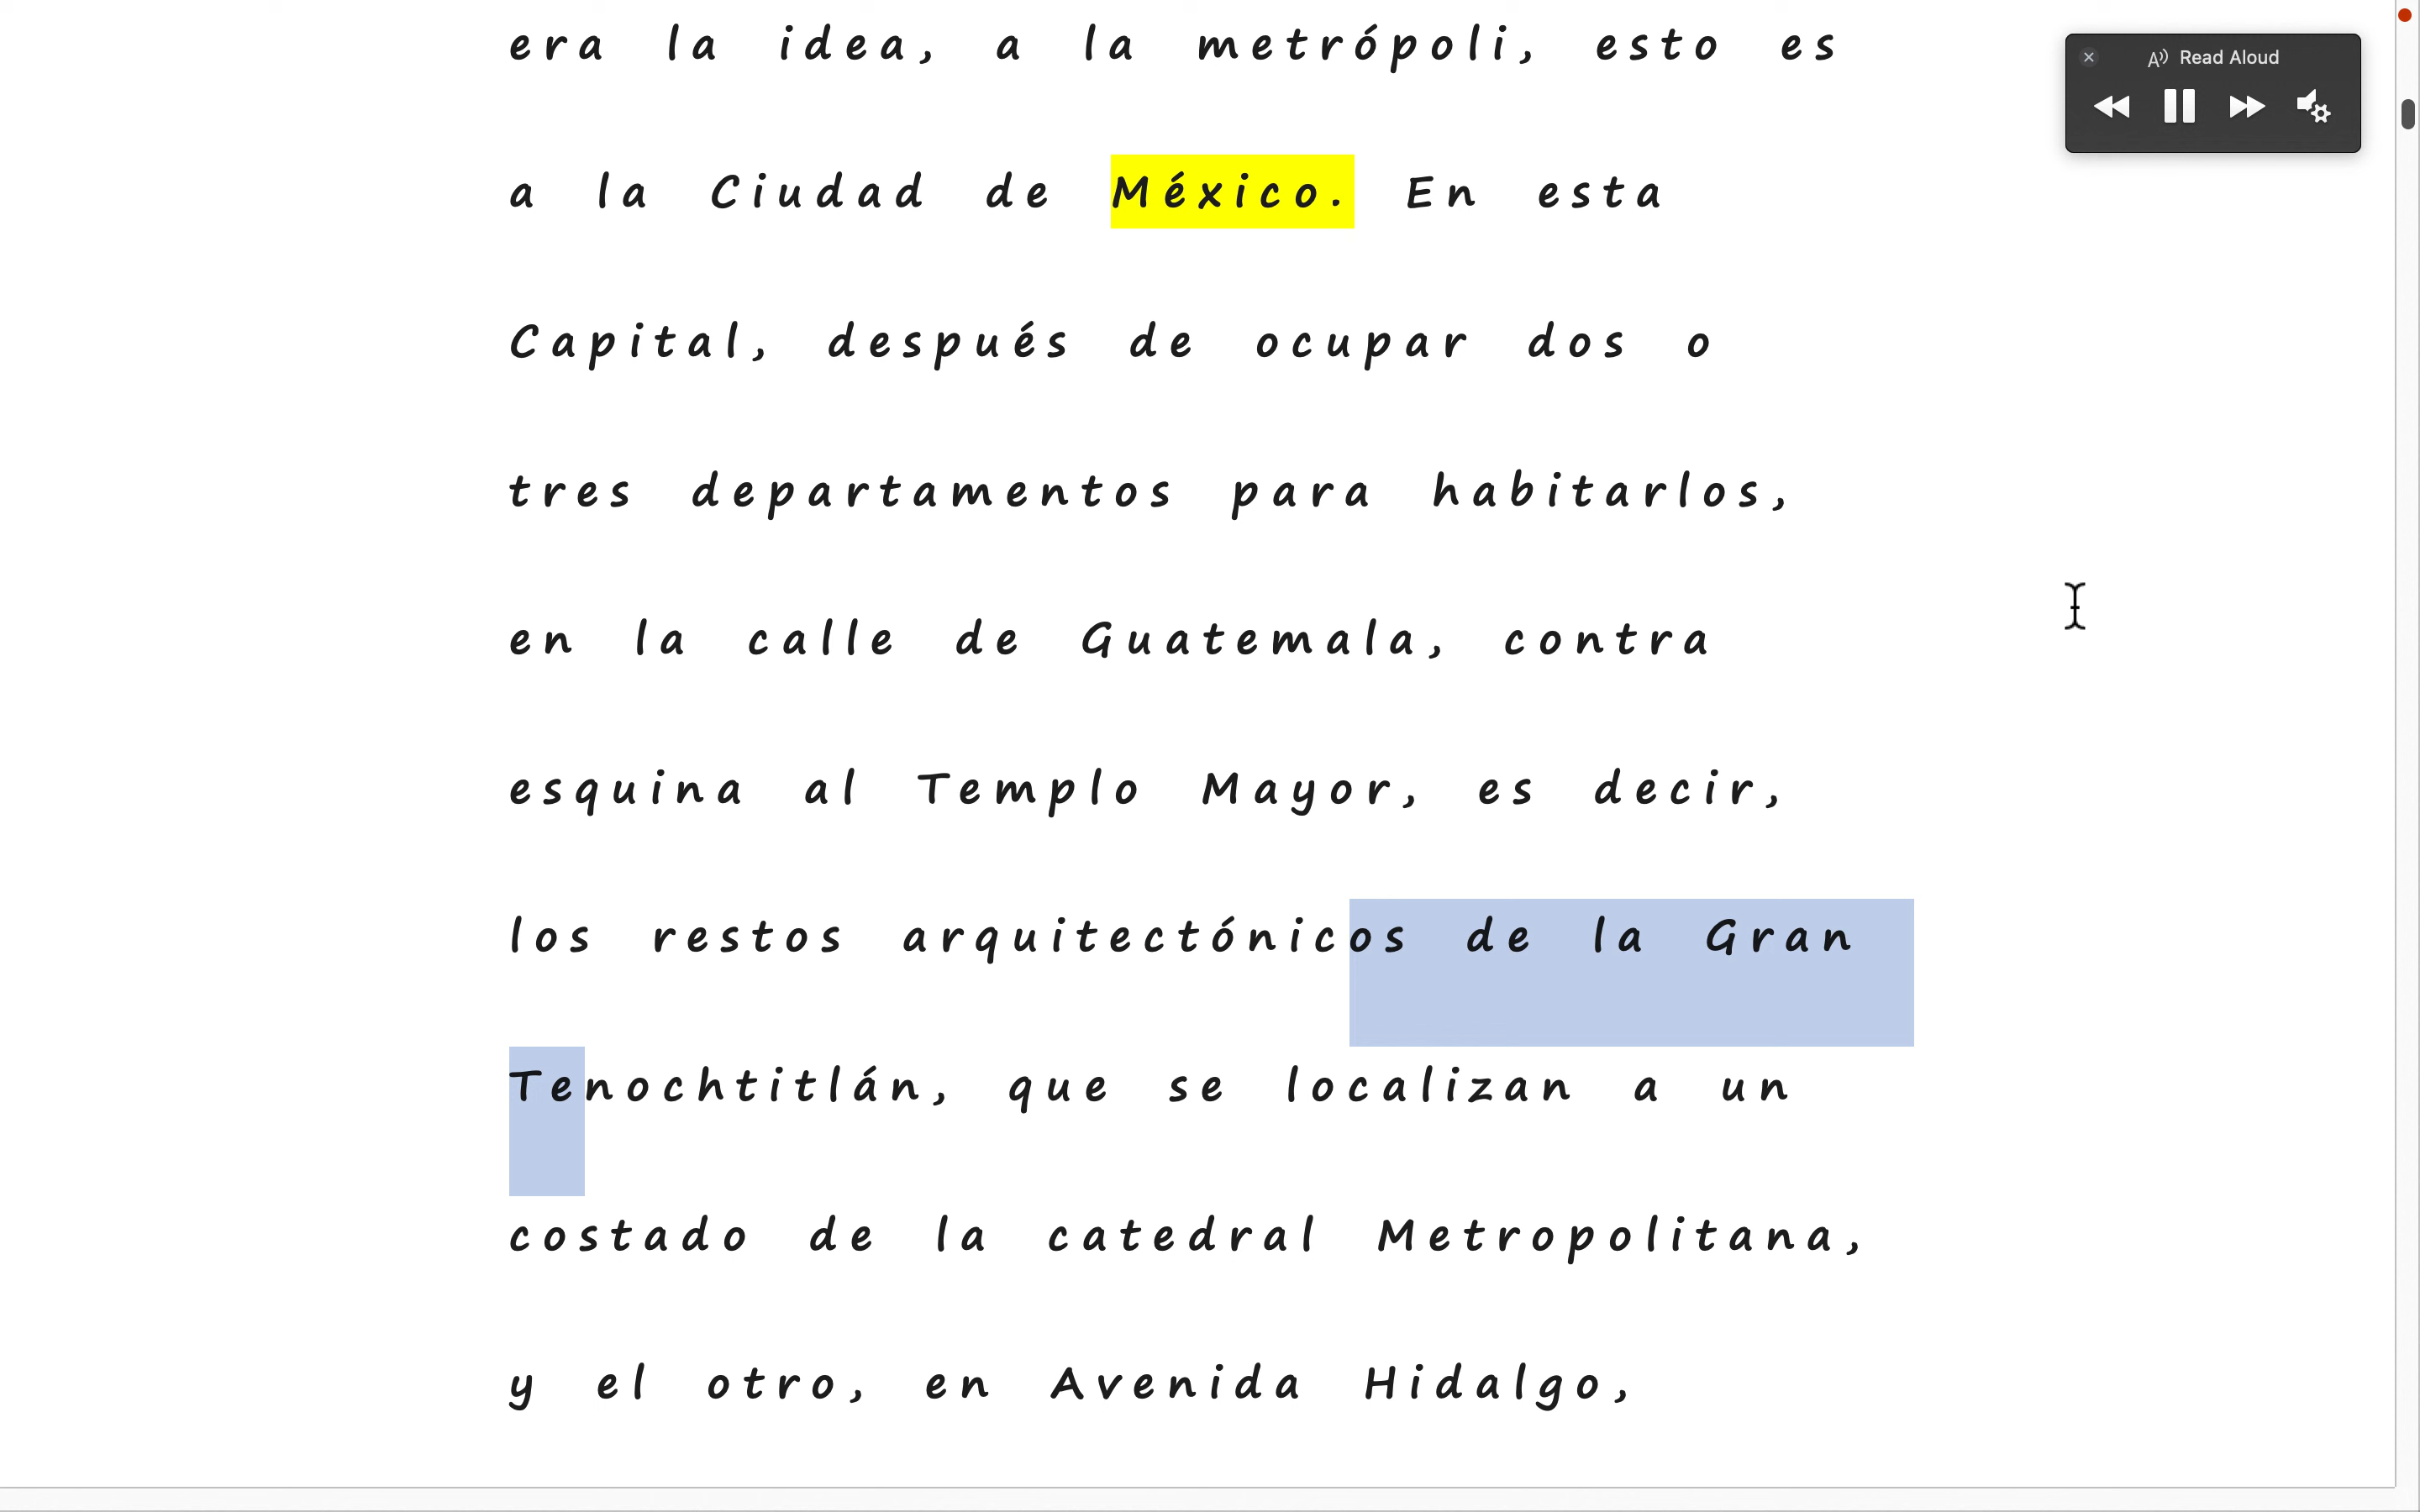 era la idea, a la metrópoli, esto es
Read Aloud
a la Ciudad de México. En esta
Capital, después de ocupar dos o
tres departamentos para habitarlos,
en la calle de Guatemala, contra
esquina al Templo Mayor, es decir,
los restos arquitectónicos de la Gran
Tenochtitlán, que se localizan a un
costado de la catedral Metropolitana,
y el otro, en Avenida Hidalgo,